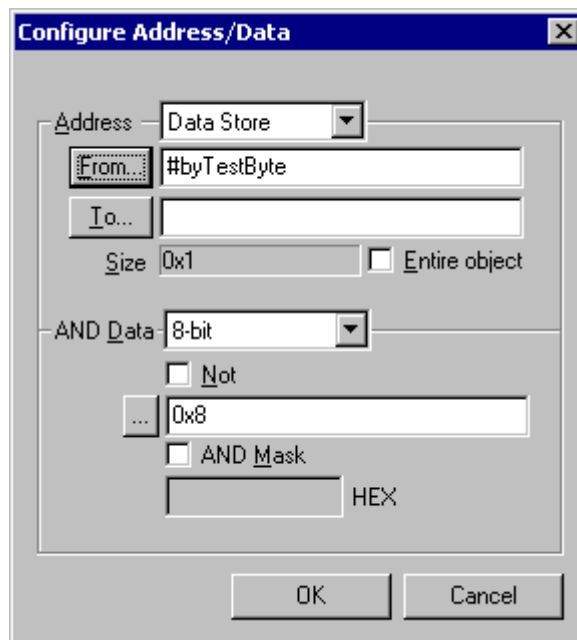 Configure Address/Data
Address Data Store
From... #byTestByte
To...
Size 0x1 Entire object
AND Data 8-bit
Not
... 0x8
AND Mask
HEX
OK Cancel